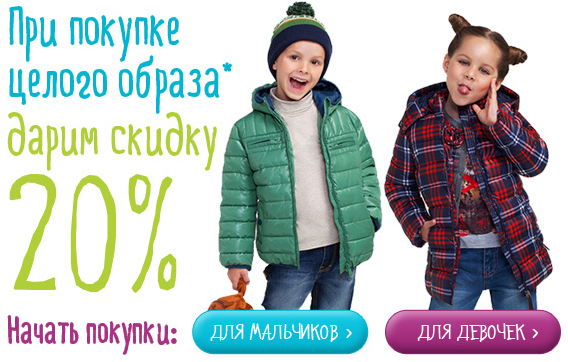 При покупке
целого образа*
дарим скидку
20%
Начать покупки:
ДЛЯ МАЛЬЧИКОВ ›
ДЛЯ ДЕВОЧЕК ›